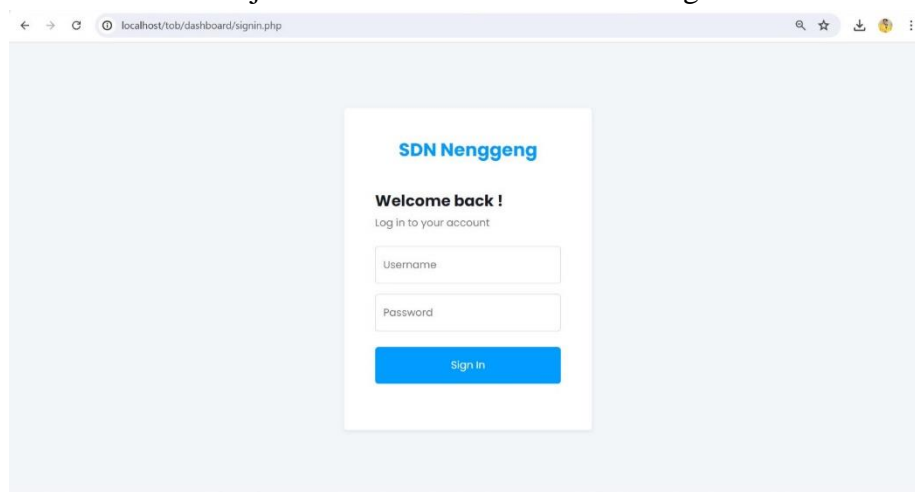 localhost/tob/dashboard/signin.php
SDN Nenggeng
Welcome back !
Log in to your account
Username
Password
Sign In